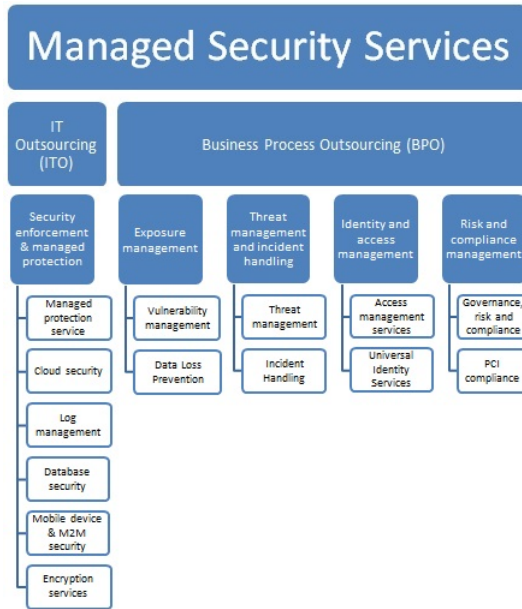 Managed Security Services
IT
Outsourcing
(ITO)
Business Process Outsourcing (BPO)
Security
enforcement
& managed
protection
Exposure
management
Threat
management
and incident
handling
Identity and
access
management
Risk and
compliance
management
Managed
protection
service
Cloud security
Log
management
Database
security
Mobile device
& M2M
security
Encryption
services
Vulnerability
management
Data Loss
Prevention
Threat
management
Incident
Handling
Access
management
services
Universal
Identity
Services
Governance,
risk and
compliance
PCI
compliance